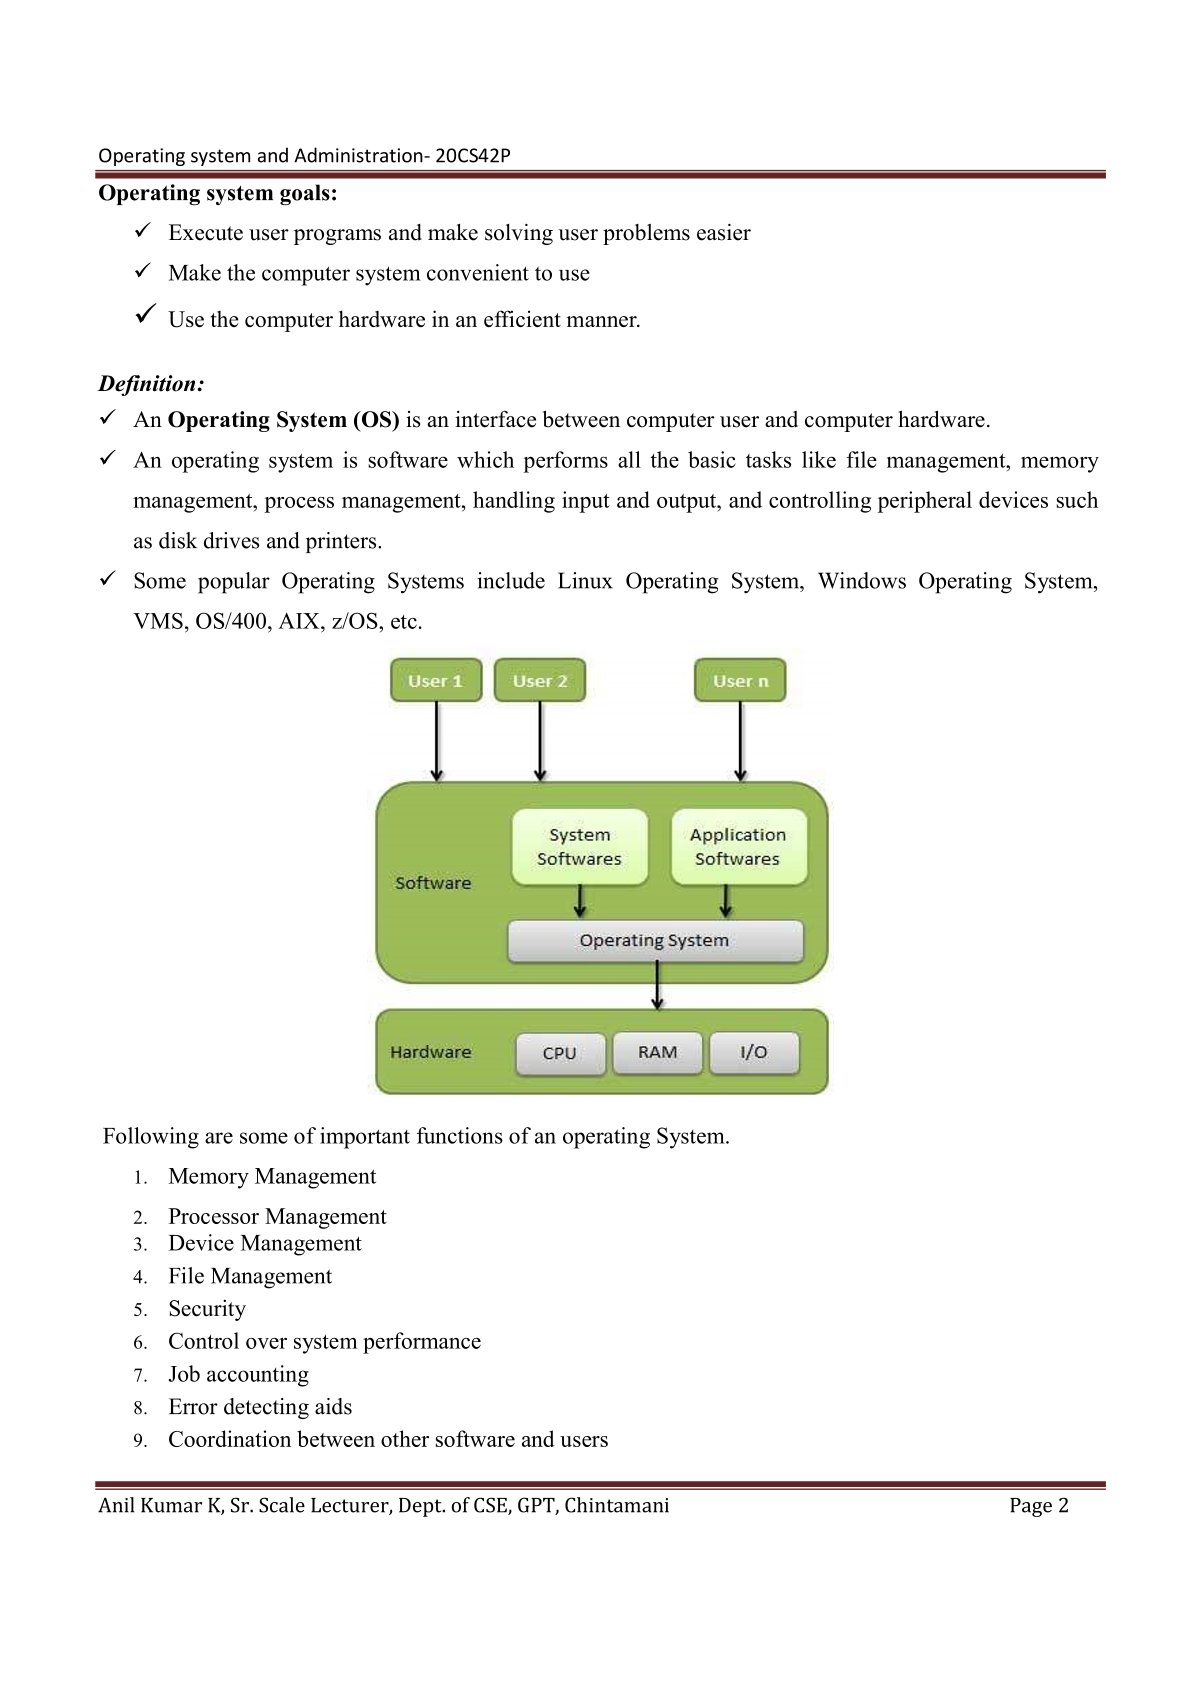 Operating system and Administration- 20CS42P
Operating system goals:
✓ Execute user programs and make solving user problems easier
✓ Make the computer system convenient to use
✓ Use the computer hardware in an efficient manner.
Definition:
✓ An Operating System (OS) is an interface between computer user and computer hardware.
✓ An operating system is software which performs all the basic tasks like file management, memory
management, process management, handling input and output, and controlling peripheral devices such
as disk drives and printers.
✓ Some popular Operating Systems include Linux Operating System, Windows Operating System,
VMS, OS/400, AIX, z/OS, etc.
User 1 User 2 User n
System Application
Softwares Softwares
Software
Operating System
Hardware CPU RAM I/O
Following are some of important functions of an operating System.
1. Memory Management
2. Processor Management
3. Device Management
4. File Management
5. Security
6. Control over system performance
7. Job accounting
8. Error detecting aids
9. Coordination between other software and users
Anil Kumar K, Sr. Scale Lecturer, Dept. of CSE, GPT, Chintamani Page 2